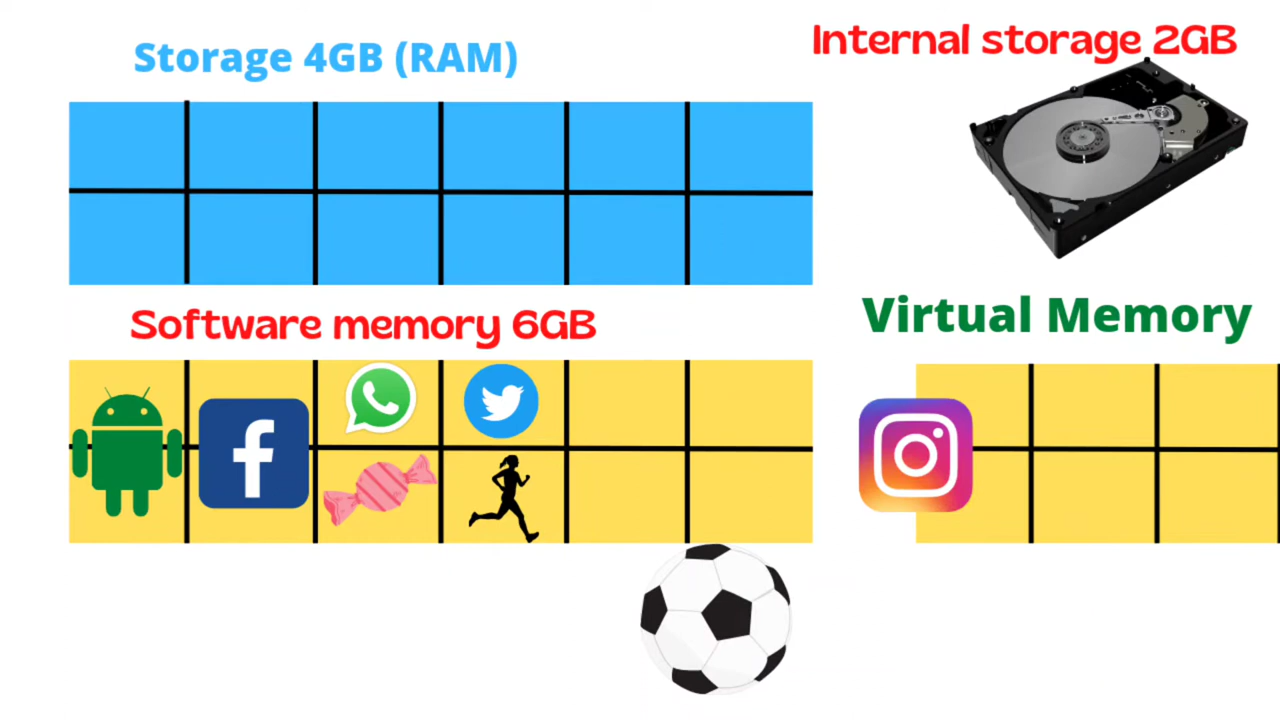 Storage 4GB (RAM)
Internal storage 2GB
Software memory 6GB
Virtual Memory